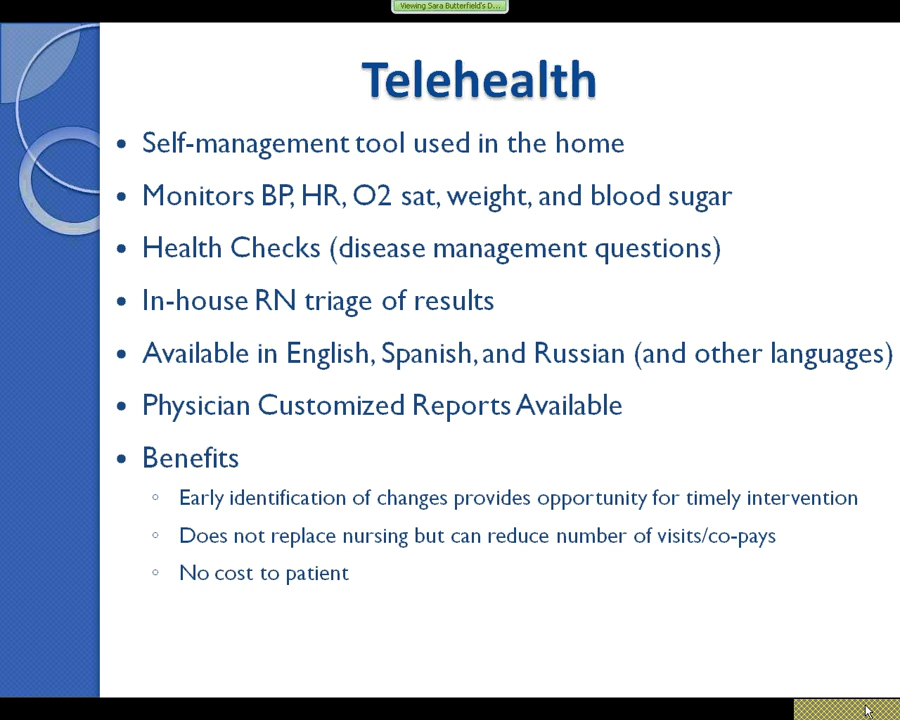 Viewing Sara Butterfield's D...
Telehealth
• Self-management tool used in the home
• Monitors BP, HR, O2 sat, weight, and blood sugar
• Health Checks (disease management questions)
• In-house RN triage of results
• Available in English, Spanish, and Russian (and other languages)
• Physician Customized Reports Available
• Benefits
◦ Early identification of changes provides opportunity for timely intervention
◦ Does not replace nursing but can reduce number of visits/co-pays
◦ No cost to patient